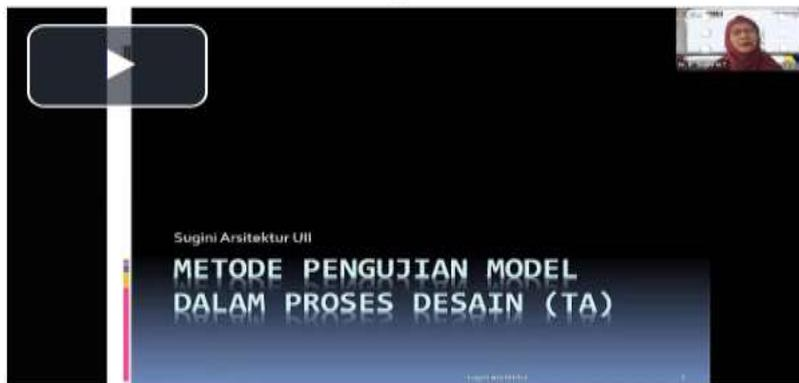 Sugini Arsitektur UII
METODE PENGUJIAN MODEL
DALAM PROSES DESAIN (TA)